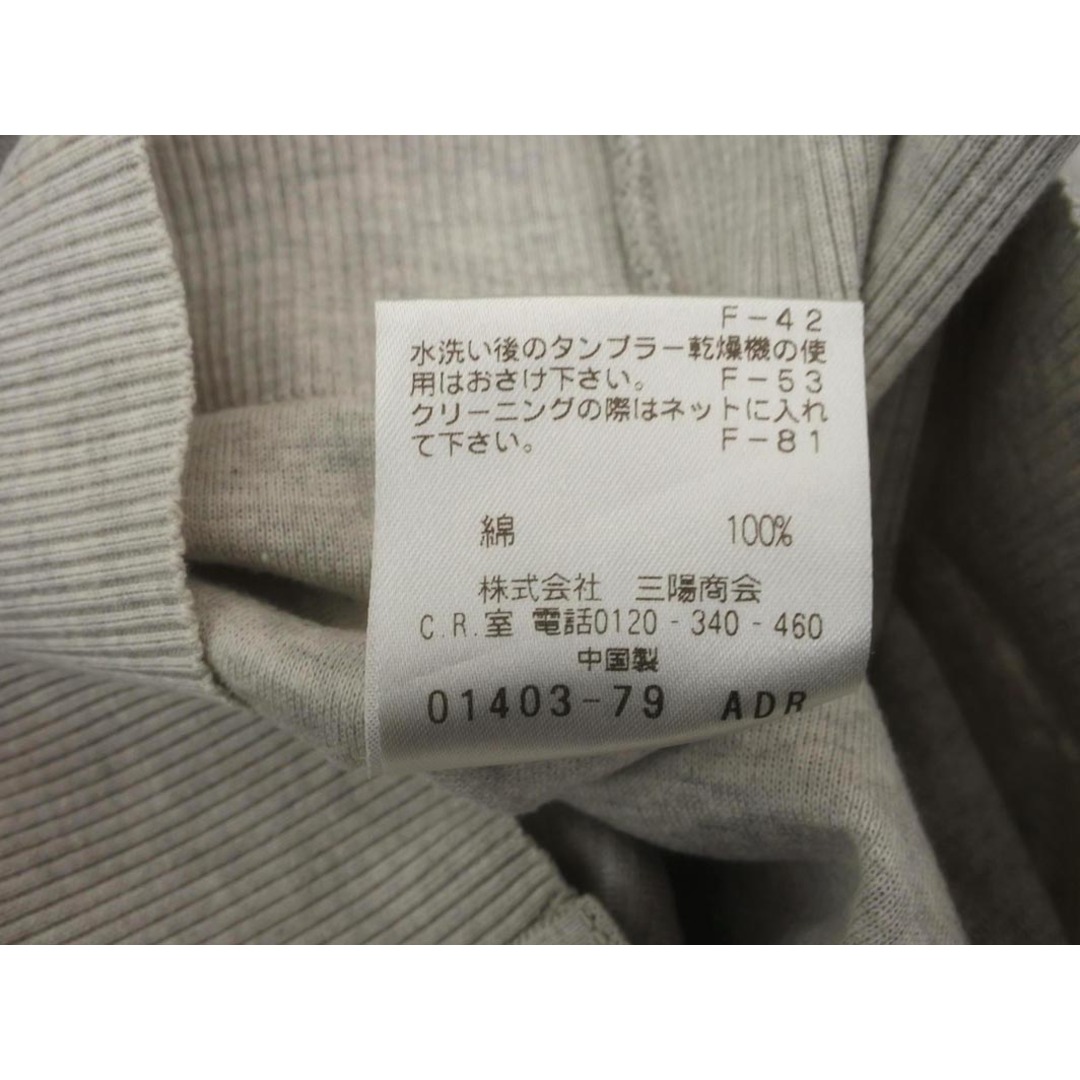 F-42
水洗い後のタンブラー乾燥機の使
用はおさけ下さい。 F-53
クリーニングの際はネットに入れ
て下さい。 F-81
綿 100%
株式会社 三陽商会
C.R.室 電話0120-340-460
中国製
01403-79 ADR